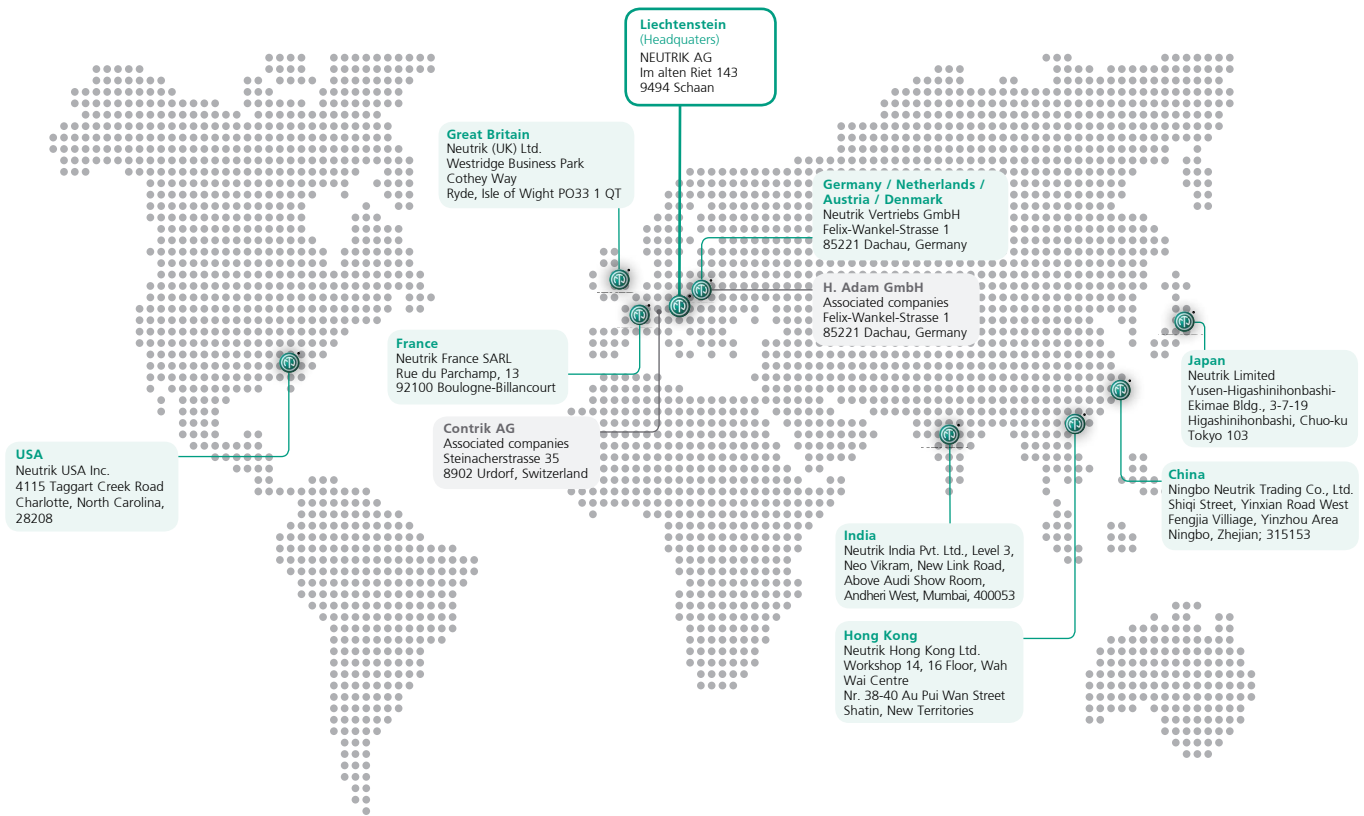 Liechtenstein
(Headquaters)
NEUTRIK AG
Im alten Riet 143
9494 Schaan
Great Britain
Neutrik (UK) Ltd.
Westridge Business Park
Cothey Way
Ryde, Isle of Wight PO33 1 QT
Germany / Netherlands /
Austria / Denmark
Neutrik Vertriebs GmbH
Felix-Wankel-Strasse 1
85221 Dachau, Germany
H. Adam GmbH
Associated companies
Felix-Wankel-Strasse 1
85221 Dachau, Germany
France
Neutrik France SARL
Rue du Parchamp, 13
92100 Boulogne-Billancourt
Contrik AG
Associated companies
Steinacherstrasse 35
8902 Urdorf, Switzerland
Japan
Neutrik Limited
Yusen-Higashinihonbashi-
Ekimae Bldg., 3-7-19
Higashinihonbashi, Chuo-ku
Tokyo 103
USA
Neutrik USA Inc.
4115 Taggart Creek Road
Charlotte, North Carolina,
28208
China
Ningbo Neutrik Trading Co., Ltd.
Shiqi Street, Yinxian Road West
Fengjia Villiage, Yinzhou Area
Ningbo, Zhejian; 315153
India
Neutrik India Pvt. Ltd., Level 3,
Neo Vikram, New Link Road,
Above Audi Show Room,
Andheri West, Mumbai, 400053
Hong Kong
Neutrik Hong Kong Ltd.
Workshop 14, 16 Floor, Wah
Wai Centre
Nr. 38-40 Au Pui Wan Street
Shatin, New Territories